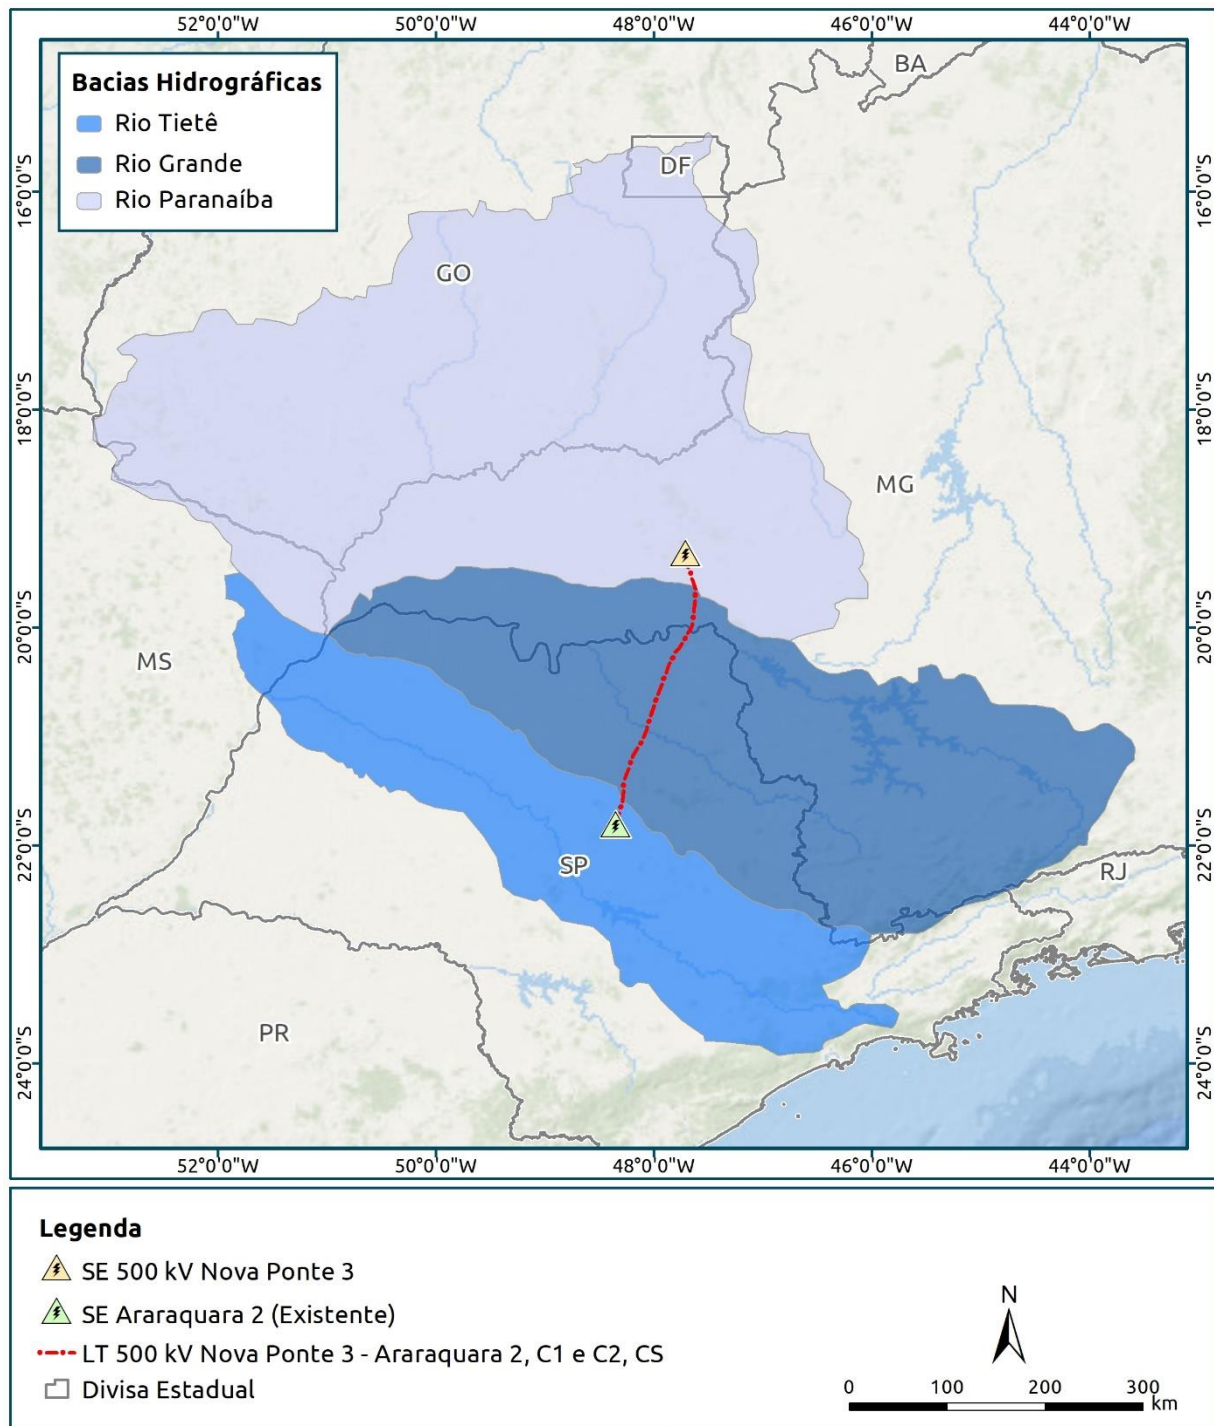 52°0'0"W 50°0'0"W 48°0'0"W 46°0'0"W 44°0'0"W
Bacias Hidrográficas
Rio Tietê
Rio Grande
Rio Paranaíba
BA
DF
16°0'0"S 16°0'0"S
GO
18°0'0"S 18°0'0"S
MG
20°0'0"S 20°0'0"S
MS
SP
22°0'0"S 22°0'0"S
RJ
PR
24°0'0"S 24°0'0"S
52°0'0"W 50°0'0"W 48°0'0"W 46°0'0"W 44°0'0"W
Legenda
SE 500 kV Nova Ponte 3
SE Araraquara 2 (Existente)
LT 500 kV Nova Ponte 3 - Araraquara 2, C1 e C2, CS
Divisa Estadual
N
0 100 200 300
km